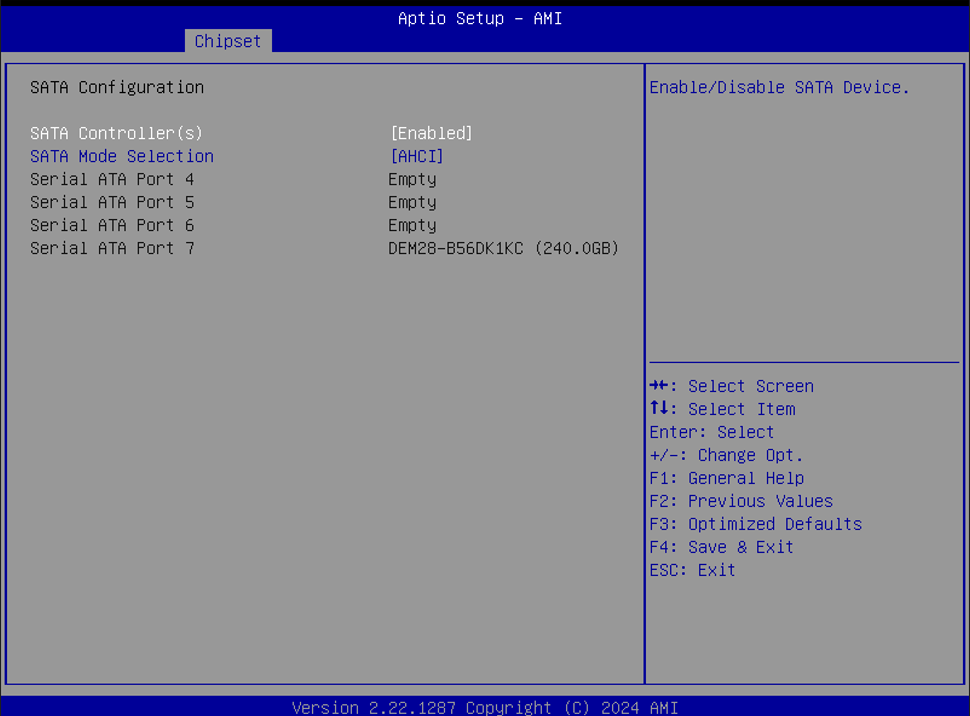 Aptio Setup – AMI
Chipset
SATA Configuration
Enable/Disable SATA Device.
SATA Controller(s) [Enabled]
SATA Mode Selection [AHCI]
Serial ATA Port 4 Empty
Serial ATA Port 5 Empty
Serial ATA Port 6 Empty
Serial ATA Port 7 DEM28-B56DK1KC (240.0GB)
→←: Select Screen
↑↓: Select Item
Enter: Select
+/-: Change Opt.
F1: General Help
F2: Previous Values
F3: Optimized Defaults
F4: Save & Exit
ESC: Exit
Version 2.22.1287 Copyright (C) 2024 AMI